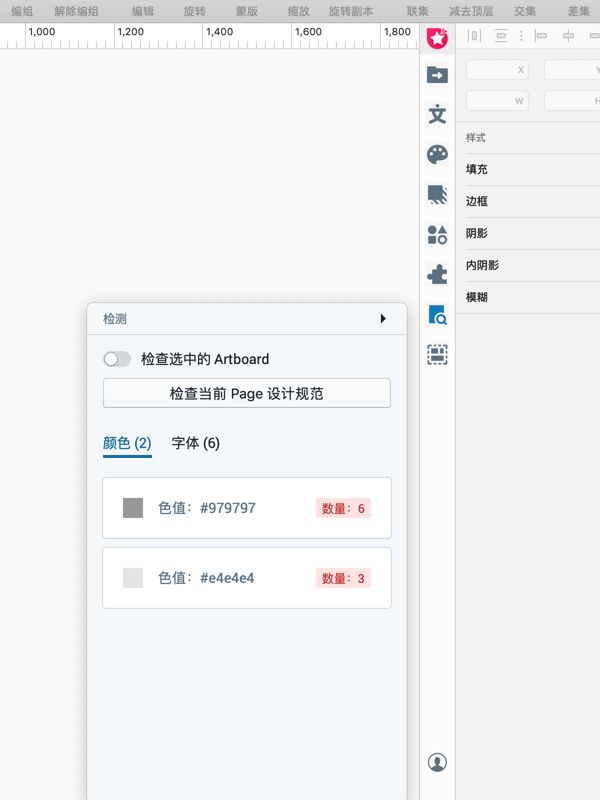 编组 解除编组 编辑 旋转 蒙版 缩放 旋转副本 联集 减去顶层 交集 差集
1,000 1,200 1,400 1,600 1,800
X Y
W H
样式
填充
边框
阴影
内阴影
模糊
检测
检查选中的 Artboard
检查当前 Page 设计规范
颜色 (2) 字体 (6)
色值：#979797 数量：6
色值：#e4e4e4 数量：3